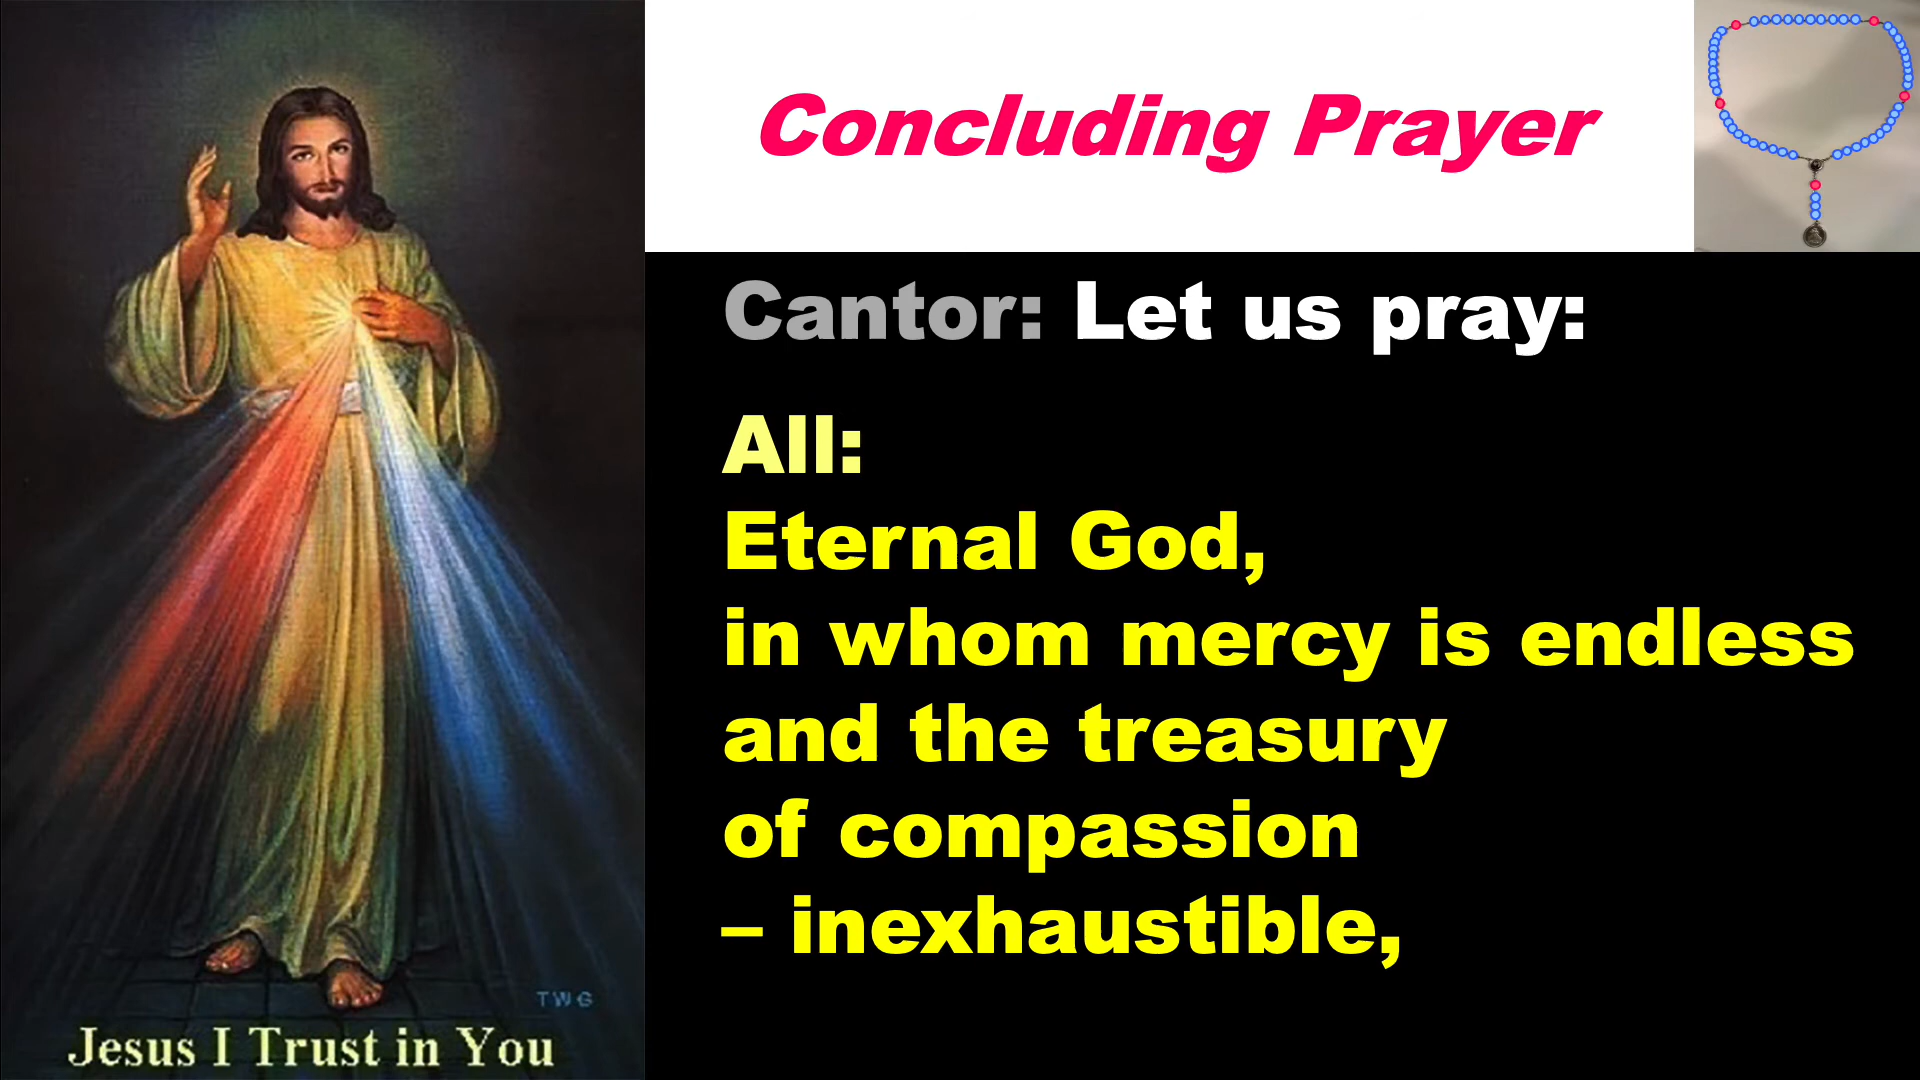 Concluding Prayer
Cantor: Let us pray:
All:
Eternal God,
in whom mercy is endless
and the treasury
of compassion
– inexhaustible,
TWG
Jesus I Trust in You